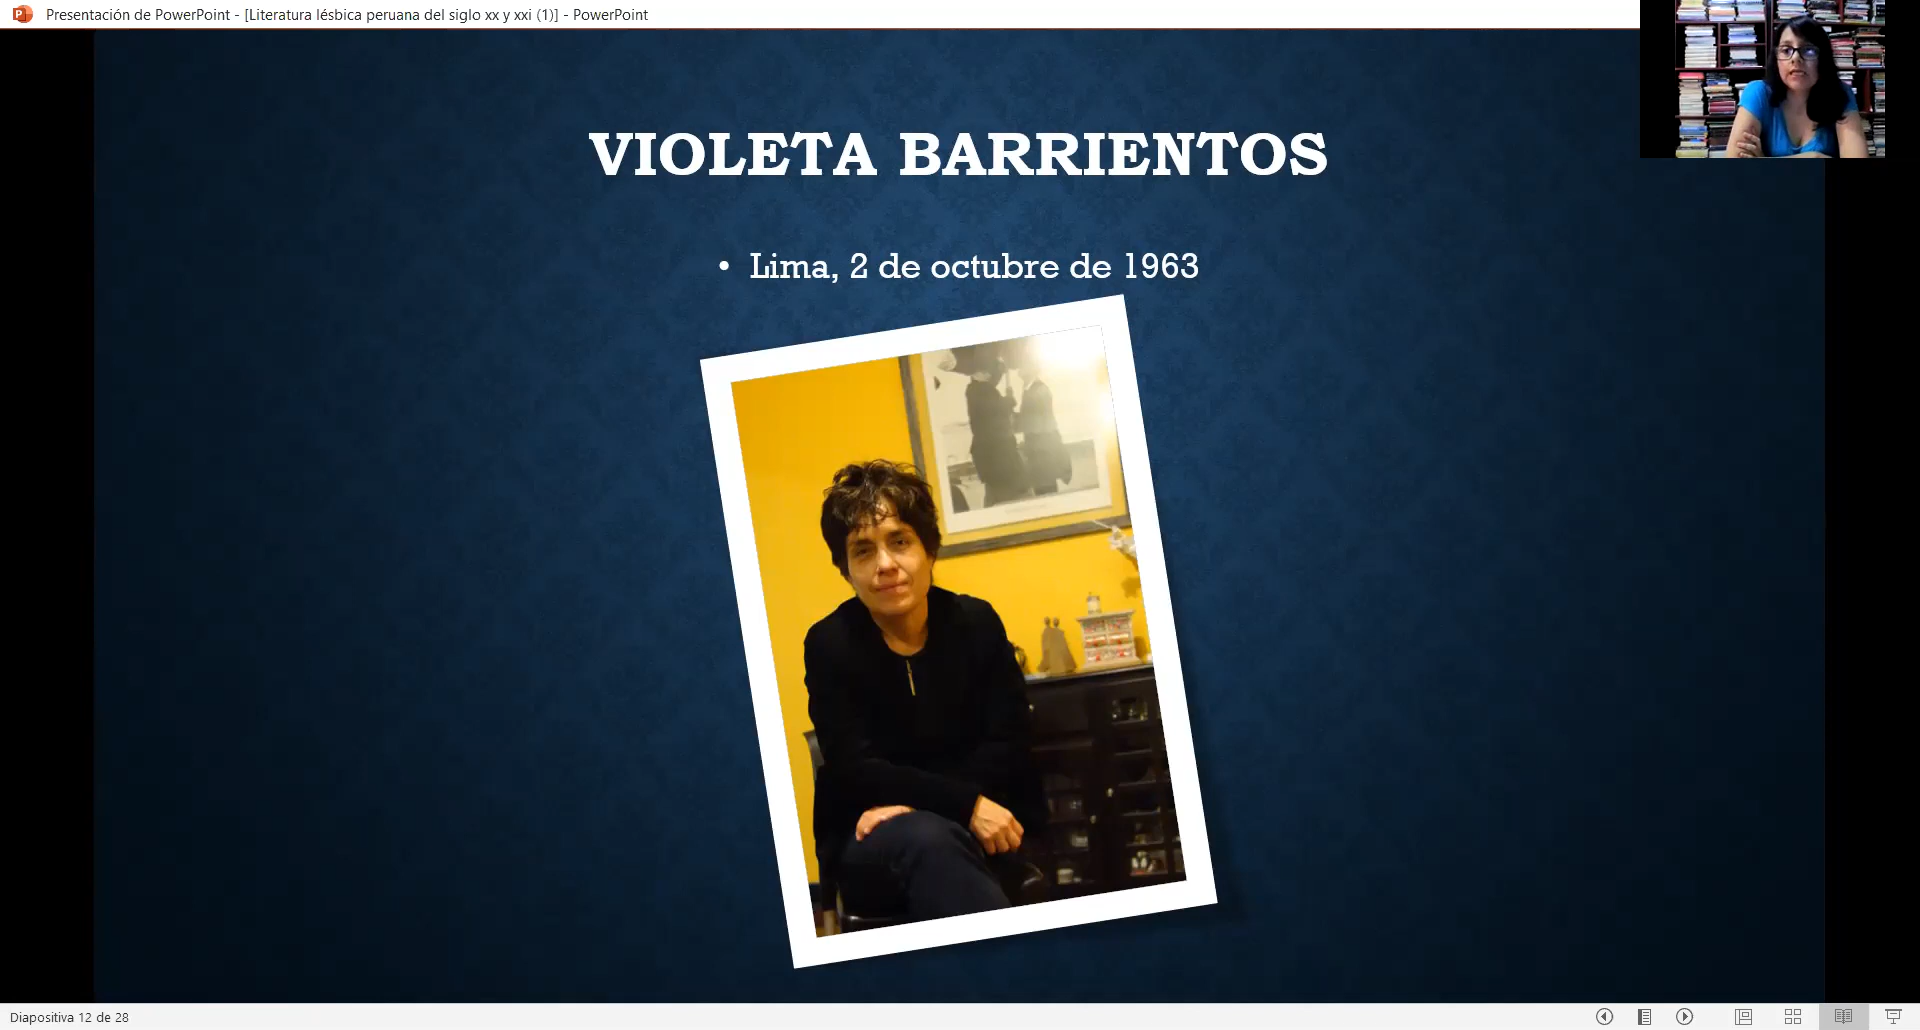 Presentación de PowerPoint - [Literatura lésbica peruana del siglo xx y xxi (1)] - PowerPoint
VIOLETA BARRIENTOS
• Lima, 2 de octubre de 1963
Diapositiva 12 de 28